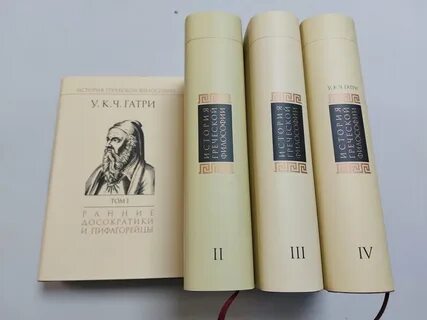 ИСТОРИЯ ГРЕЧЕСКОЙ ФИЛОСОФИИ
У. К. Ч. ГАТРИ
ТОМ I
РАННИЕ
ДОСОКРАТИКИ
И ПИФАГОРЕЙЦЫ
ИСТОРИЯ
ГРЕЧЕСКОЙ
ФИЛОСОФИИ
II
ИСТОРИЯ
ГРЕЧЕСКОЙ
ФИЛОСОФИИ
III
У. К. Ч. ГАТРИ
ИСТОРИЯ
ГРЕЧЕСКОЙ
ФИЛОСОФИИ
IV